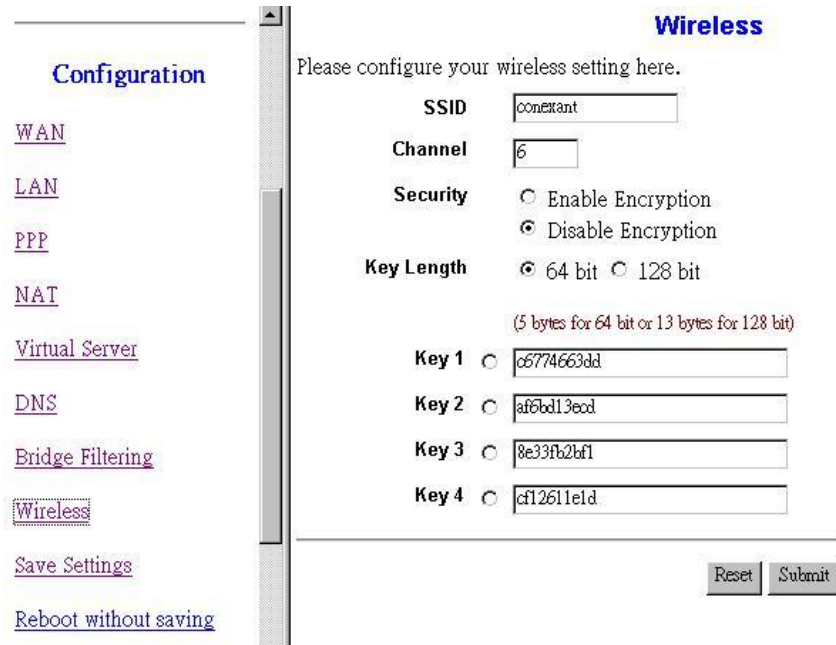 Configuration
WAN
LAN
PPP
NAT
Virtual Server
DNS
Bridge Filtering
Wireless
Save Settings
Reboot without saving
Wireless
Please configure your wireless setting here.
SSID conexant
Channel 6
Security Enable Encryption
Disable Encryption
Key Length 64 bit 128 bit
(5 bytes for 64 bit or 13 bytes for 128 bit)
Key 1 c6774663dd
Key 2 af6bd13ecd
Key 3 8e33fb2bf1
Key 4 cf12611e1d
Reset Submit